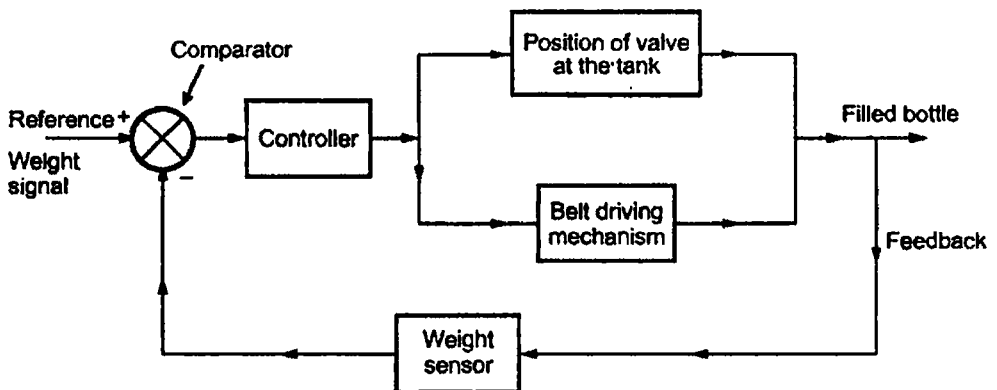 Comparator
Position of valve
at the tank
Reference +
Weight
signal
−
Controller
Filled bottle
Belt driving
mechanism
Feedback
Weight
sensor